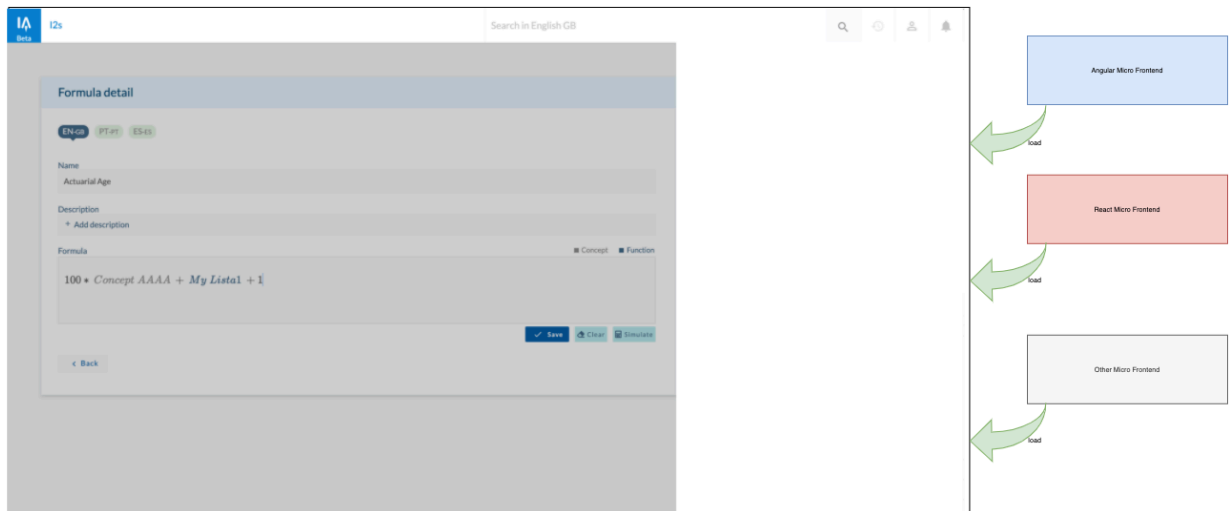 IA
Beta
I2s
Search in English GB
Formula detail
EN-GB PT-PT ES-ES
Name
Actuarial Age
Description
+ Add description
Formula
Concept Function
100 * Concept AAAA + My Lista1 + 1
Save Clear Simulate
Back
Angular Micro Frontend
load
React Micro Frontend
load
Other Micro Frontend
load